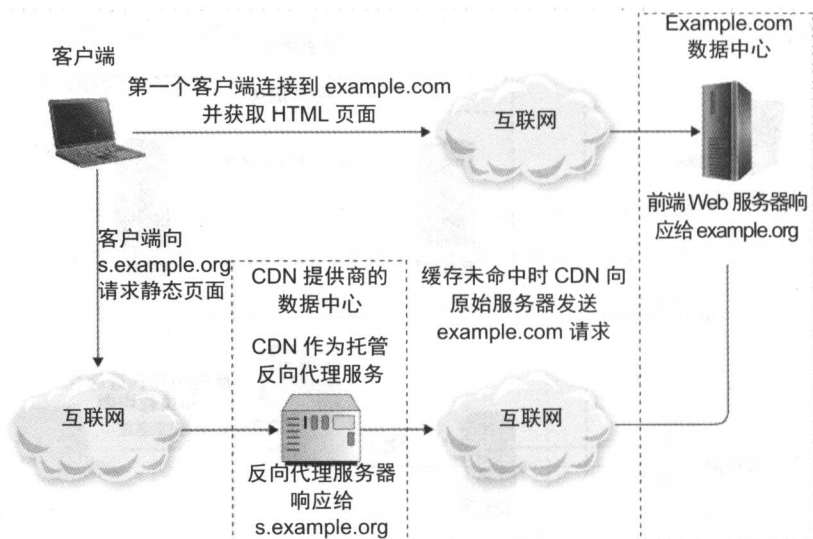 客户端
第一个客户端连接到 example.com
并获取 HTML 页面
互联网
Example.com
数据中心
前端 Web 服务器响
应给 example.org
客户端向
s.example.org
请求静态页面
CDN 提供商的
数据中心
CDN 作为托管
反向代理服务
缓存未命中时 CDN 向
原始服务器发送
example.com 请求
互联网
互联网
反向代理服务器
响应给
s.example.org